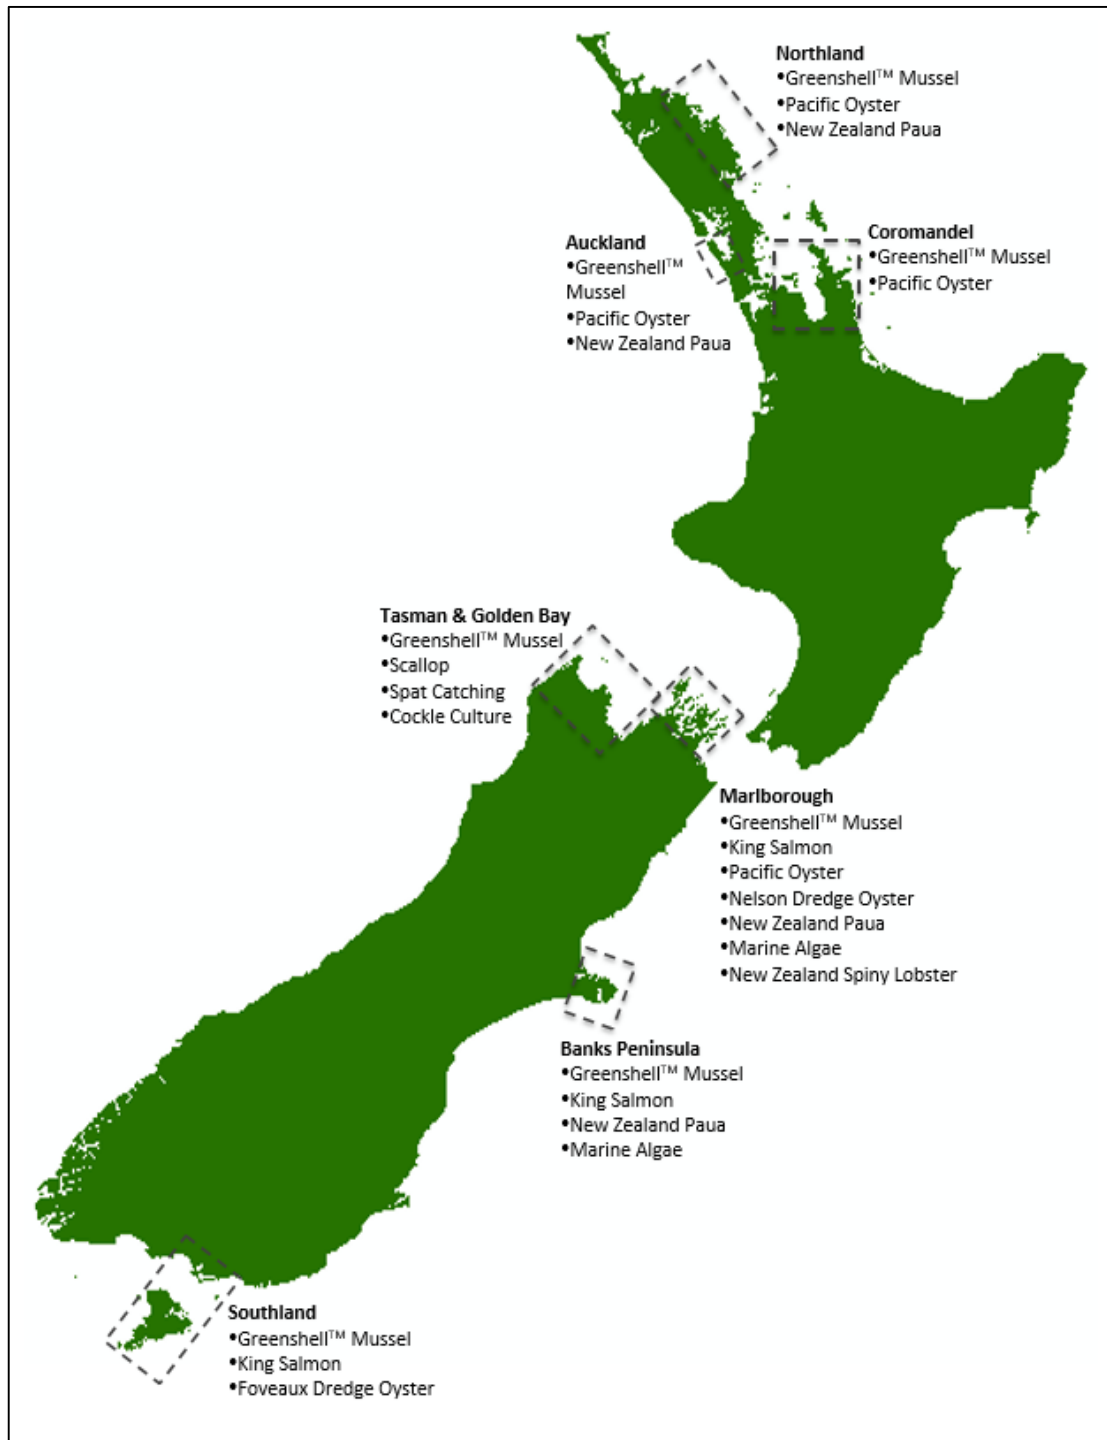 Northland
•Greenshell™ Mussel
•Pacific Oyster
•New Zealand Paua
Auckland
•Greenshell™
Mussel
•Pacific Oyster
•New Zealand Paua
Coromandel
•Greenshell™ Mussel
•Pacific Oyster
Tasman & Golden Bay
•Greenshell™ Mussel
•Scallop
•Spat Catching
•Cockle Culture
Marlborough
•Greenshell™ Mussel
•King Salmon
•Pacific Oyster
•Nelson Dredge Oyster
•New Zealand Paua
•Marine Algae
•New Zealand Spiny Lobster
Banks Peninsula
•Greenshell™ Mussel
•King Salmon
•New Zealand Paua
•Marine Algae
Southland
•Greenshell™ Mussel
•King Salmon
•Foveaux Dredge Oyster